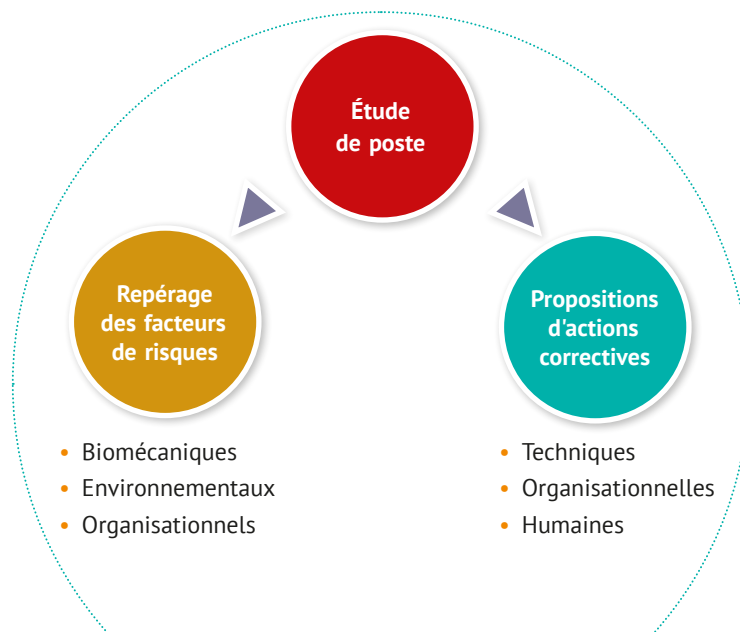 Étude
de poste
Repérage
des facteurs
de risques
Propositions
d'actions
correctives
• Biomécaniques
• Environnementaux
• Organisationnels
• Techniques
• Organisationnelles
• Humaines